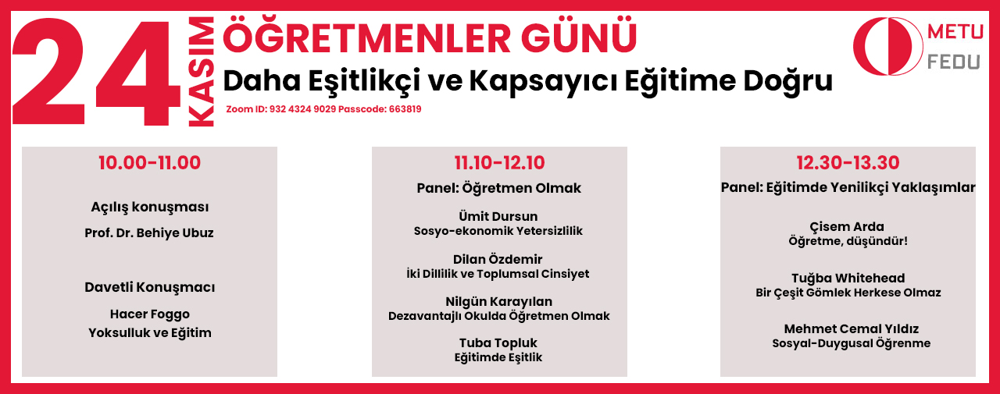 24
KASIM
ÖĞRETMENLER GÜNÜ
Daha Eşitlikçi ve Kapsayıcı Eğitime Doğru
Zoom ID: 932 4324 9029 Passcode: 663819
METU
FEDU
10.00-11.00
Açılış konuşması
Prof. Dr. Behiye Ubuz
Davetli Konuşmacı
Hacer Foggo
Yoksulluk ve Eğitim
11.10-12.10
Panel: Öğretmen Olmak
Ümit Dursun
Sosyo-ekonomik Yetersizlilik
Dilan Özdemir
İki Dillilik ve Toplumsal Cinsiyet
Nilgün Karayılan
Dezavantajlı Okulda Öğretmen Olmak
Tuba Topluk
Eğitimde Eşitlik
12.30-13.30
Panel: Eğitimde Yenilikçi Yaklaşımlar
Çisem Arda
Öğretme, düşündür!
Tuğba Whitehead
Bir Çeşit Gömlek Herkese Olmaz
Mehmet Cemal Yıldız
Sosyal-Duygusal Öğrenme